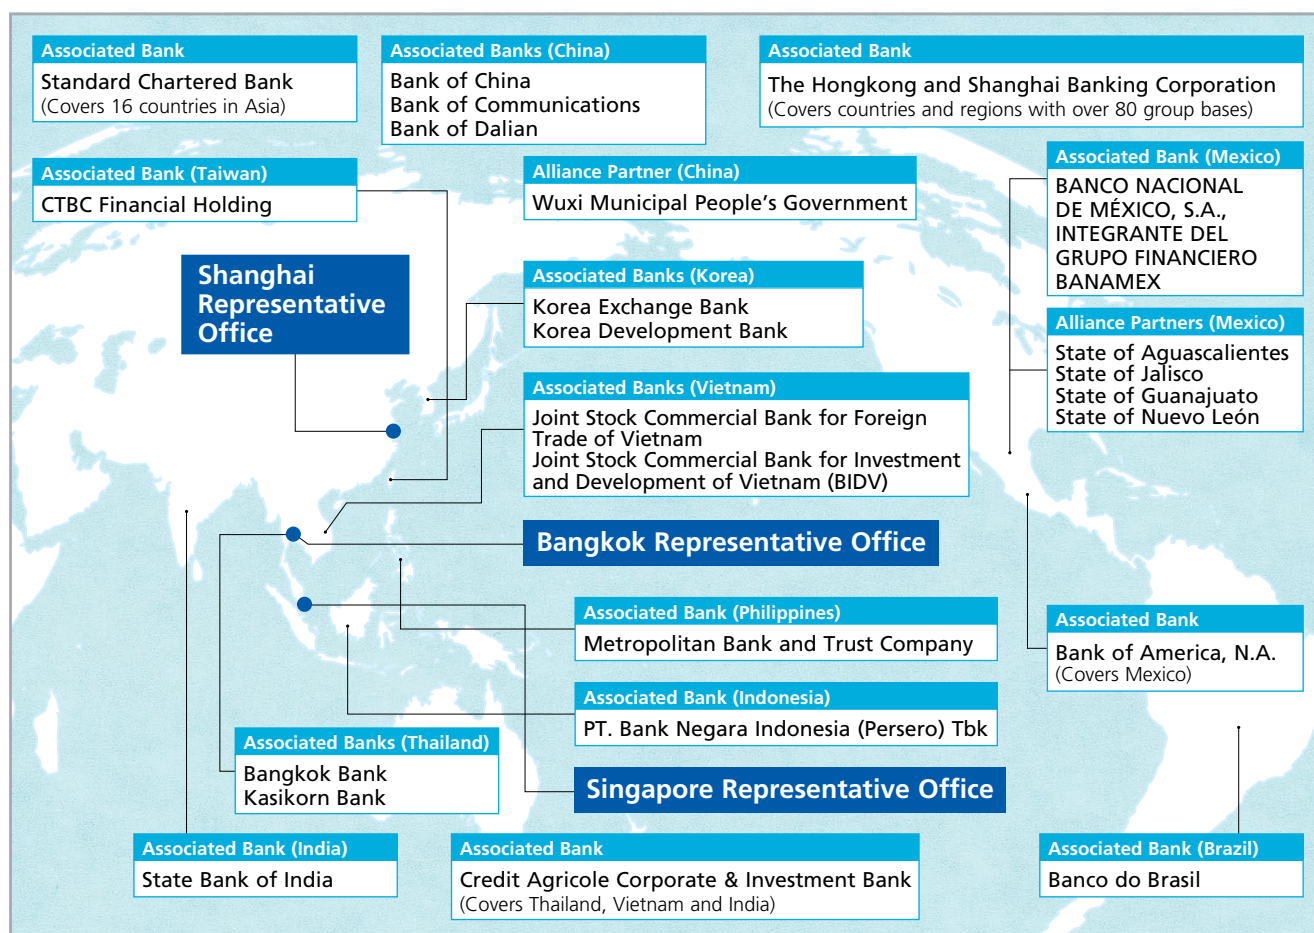 Associated Bank
Standard Chartered Bank
(Covers 16 countries in Asia)
Associated Banks (China)
Bank of China
Bank of Communications
Bank of Dalian
Associated Bank
The Hongkong and Shanghai Banking Corporation
(Covers countries and regions with over 80 group bases)
Associated Bank (Taiwan)
CTBC Financial Holding
Alliance Partner (China)
Wuxi Municipal People's Government
Associated Bank (Mexico)
BANCO NACIONAL
DE MÉXICO, S.A.,
INTEGRANTE DEL
GRUPO FINANCIERO
BANAMEX
Shanghai
Representative
Office
Associated Banks (Korea)
Korea Exchange Bank
Korea Development Bank
Alliance Partners (Mexico)
State of Aguascalientes
State of Jalisco
State of Guanajuato
State of Nuevo León
Associated Banks (Vietnam)
Joint Stock Commercial Bank for Foreign
Trade of Vietnam
Joint Stock Commercial Bank for Investment
and Development of Vietnam (BIDV)
Bangkok Representative Office
Associated Bank (Philippines)
Metropolitan Bank and Trust Company
Associated Bank
Bank of America, N.A.
(Covers Mexico)
Associated Bank (Indonesia)
PT. Bank Negara Indonesia (Persero) Tbk
Associated Banks (Thailand)
Bangkok Bank
Kasikorn Bank
Singapore Representative Office
Associated Bank (India)
State Bank of India
Associated Bank
Credit Agricole Corporate & Investment Bank
(Covers Thailand, Vietnam and India)
Associated Bank (Brazil)
Banco do Brasil